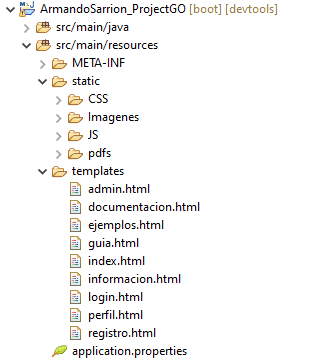 ArmandoSarrion_ProjectGO [boot] [devtools]
src/main/java
src/main/resources
META-INF
static
CSS
Imagenes
JS
pdfs
templates
admin.html
documentacion.html
ejemplos.html
guia.html
index.html
informacion.html
login.html
perfil.html
registro.html
application.properties